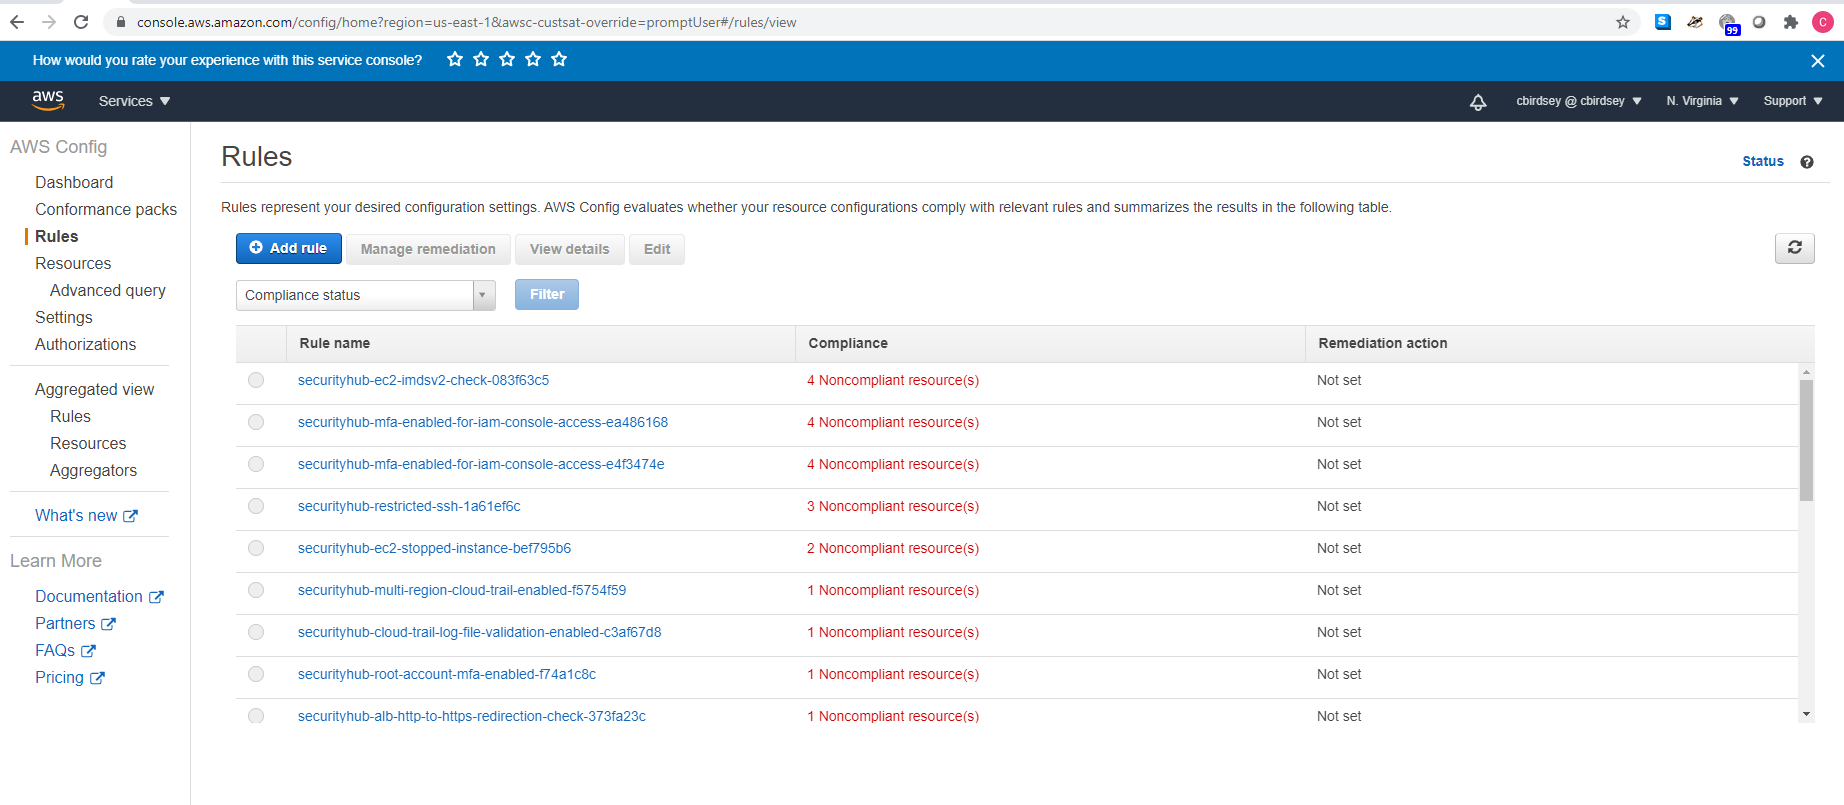 console.aws.amazon.com/config/home?region=us-east-1&awsc-custsat-override=promptUser#/rules/view
S
99
C
How would you rate your experience with this service console?
aws
Services
cbirdsey @ cbirdsey
N. Virginia
Support
AWS Config
Dashboard
Conformance packs
Rules
Resources
Advanced query
Settings
Authorizations
Aggregated view
Rules
Resources
Aggregators
What's new
Learn More
Documentation
Partners
FAQs
Pricing
Rules
Status
?
Rules represent your desired configuration settings. AWS Config evaluates whether your resource configurations comply with relevant rules and summarizes the results in the following table.
Add rule
Manage remediation
View details
Edit
Compliance status
Filter
Rule name Compliance Remediation action
securityhub-ec2-imdsv2-check-083f63c5 4 Noncompliant resource(s) Not set
securityhub-mfa-enabled-for-iam-console-access-ea486168 4 Noncompliant resource(s) Not set
securityhub-mfa-enabled-for-iam-console-access-e4f3474e 4 Noncompliant resource(s) Not set
securityhub-restricted-ssh-1a61ef6c 3 Noncompliant resource(s) Not set
securityhub-ec2-stopped-instance-bef795b6 2 Noncompliant resource(s) Not set
securityhub-multi-region-cloud-trail-enabled-f5754f59 1 Noncompliant resource(s) Not set
securityhub-cloud-trail-log-file-validation-enabled-c3af67d8 1 Noncompliant resource(s) Not set
securityhub-root-account-mfa-enabled-f74a1c8c 1 Noncompliant resource(s) Not set
securityhub-alb-http-to-https-redirection-check-373fa23c 1 Noncompliant resource(s) Not set